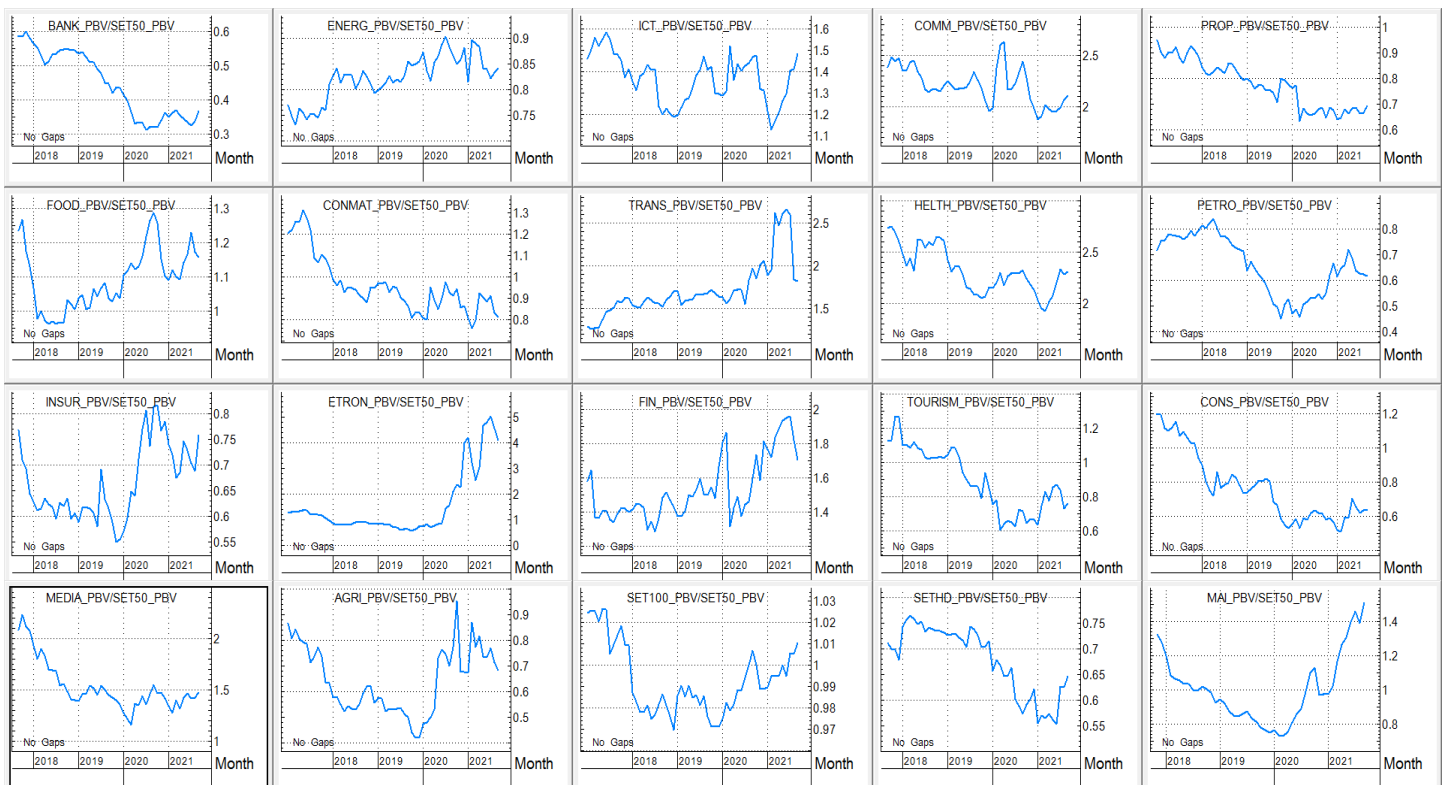 BANK_PBV/SET50_PBV
0.6
0.5
0.4
0.3
No Gaps
2018 2019 2020 2021 Month
ENERG_PBV/SET50_PBV
0.9
0.85
0.8
0.75
No Gaps
2018 2019 2020 2021 Month
ICT_PBV/SET50_PBV
1.6
1.5
1.4
1.3
1.2
1.1
No Gaps
2018 2019 2020 2021 Month
COMM_PBV/SET50_PBV
2.5
2
No Gaps
2018 2019 2020 2021 Month
PROP_PBV/SET50_PBV
1
0.9
0.8
0.7
0.6
No Gaps
2018 2019 2020 2021 Month
FOOD_PBV/SET50_PBV
1.3
1.2
1.1
1
No Gaps
2018 2019 2020 2021 Month
CONMAT_PBV/SET50_PBV
1.3
1.2
1.1
1
0.9
0.8
No Gaps
2018 2019 2020 2021 Month
TRANS_PBV/SET50_PBV
2.5
2
1.5
No Gaps
2018 2019 2020 2021 Month
HELTH_PBV/SET50_PBV
2.5
2
No Gaps
2018 2019 2020 2021 Month
PETRO_PBV/SET50_PBV
0.8
0.7
0.6
0.5
0.4
No Gaps
2018 2019 2020 2021 Month
INSUR_PBV/SET50_PBV
0.8
0.75
0.7
0.65
0.6
0.55
No Gaps
2018 2019 2020 2021 Month
ETRON_PBV/SET50_PBV
5
4
3
2
1
0
No Gaps
2018 2019 2020 2021 Month
FIN_PBV/SET50_PBV
2
1.8
1.6
1.4
No Gaps
2018 2019 2020 2021 Month
TOURISM_PBV/SET50_PBV
1.2
1
0.8
0.6
No Gaps
2018 2019 2020 2021 Month
CONS_PBV/SET50_PBV
1.2
1
0.8
0.6
No Gaps
2018 2019 2020 2021 Month
MEDIA_PBV/SET50_PBV
2
1.5
1
No Gaps
2018 2019 2020 2021 Month
AGRI_PBV/SET50_PBV
0.9
0.8
0.7
0.6
0.5
No Gaps
2018 2019 2020 2021 Month
SET100_PBV/SET50_PBV
1.03
1.02
1.01
1
0.99
0.98
0.97
No Gaps
2018 2019 2020 2021 Month
SETHD_PBV/SET50_PBV
0.75
0.7
0.65
0.6
0.55
No Gaps
2018 2019 2020 2021 Month
MAI_PBV/SET50_PBV
1.4
1.2
1
0.8
No Gaps
2018 2019 2020 2021 Month